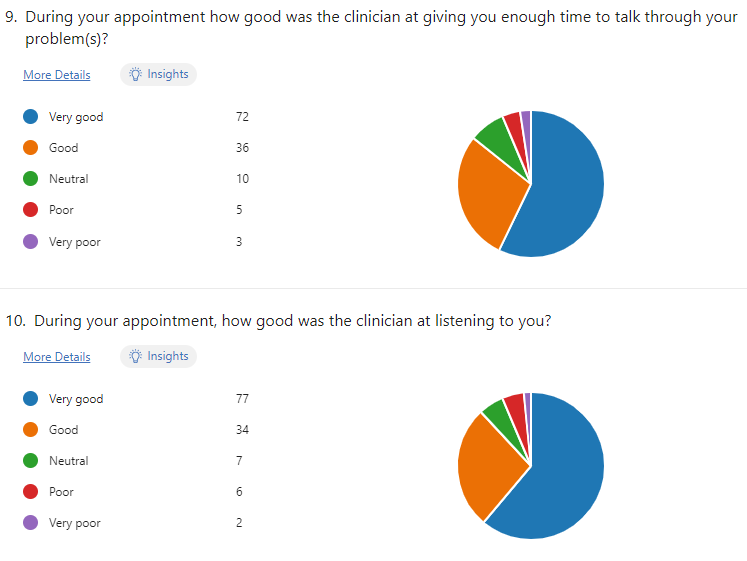 9. During your appointment how good was the clinician at giving you enough time to talk through your
problem(s)?
More Details Insights
Very good 72
Good 36
Neutral 10
Poor 5
Very poor 3
10. During your appointment, how good was the clinician at listening to you?
More Details Insights
Very good 77
Good 34
Neutral 7
Poor 6
Very poor 2